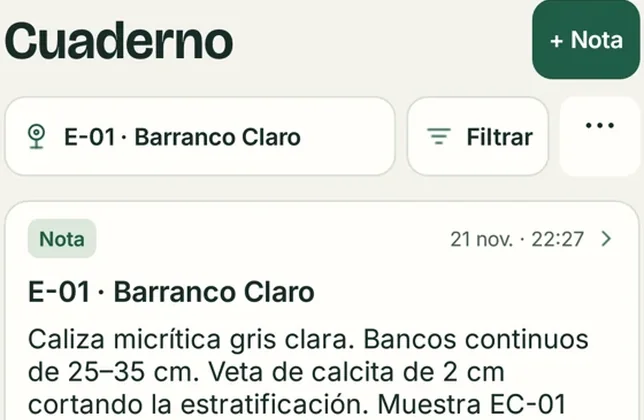 Cuaderno
+ Nota
E-01 · Barranco Claro
Filtrar
...
Nota
21 nov. · 22:27
E-01 · Barranco Claro
Caliza micrítica gris clara. Bancos continuos
de 25–35 cm. Veta de calcita de 2 cm
cortando la estratificación. Muestra EC-01